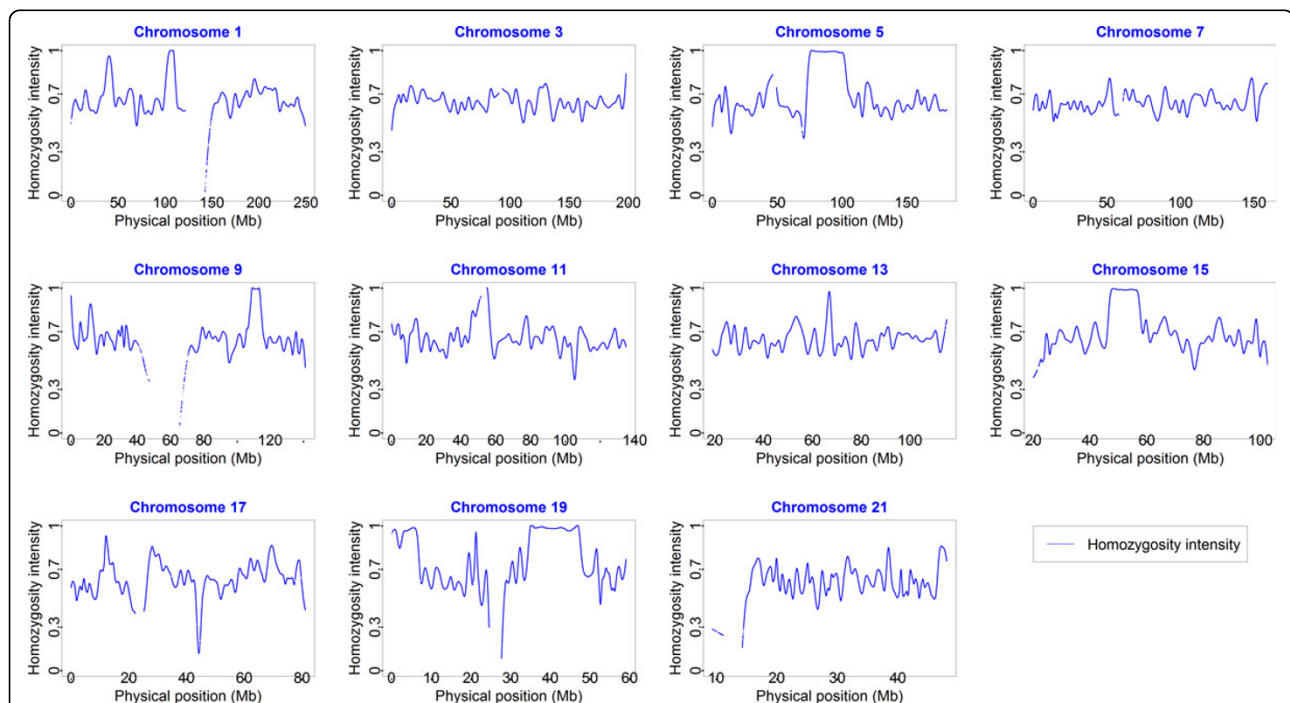 Chromosome 1
Chromosome 3
Chromosome 5
Chromosome 7
Homozygosity intensity
0 0.3 0.7 1
0 50 100 150 200 250
Physical position (Mb)
Homozygosity intensity
0 0.3 0.7 1
0 50 100 150 200
Physical position (Mb)
Homozygosity intensity
0 0.3 0.7 1
0 50 100 150
Physical position (Mb)
Homozygosity intensity
0 0.3 0.7 1
0 50 100 150
Physical position (Mb)
Chromosome 9
Chromosome 11
Chromosome 13
Chromosome 15
Homozygosity intensity
0 0.3 0.7 1
0 20 40 60 80 120
Physical position (Mb)
Homozygosity intensity
0 0.3 0.7 1
0 20 40 60 80 100 140
Physical position (Mb)
Homozygosity intensity
0 0.3 0.7 1
20 40 60 80 100
Physical position (Mb)
Homozygosity intensity
0 0.3 0.7 1
20 40 60 80 100
Physical position (Mb)
Chromosome 17
Chromosome 19
Chromosome 21
Homozygosity intensity
0 0.3 0.7 1
0 20 40 60 80
Physical position (Mb)
Homozygosity intensity
0 0.3 0.7 1
0 10 20 30 40 50 60
Physical position (Mb)
Homozygosity intensity
0 0.3 0.7 1
10 20 30 40
Physical position (Mb)
Homozygosity intensity